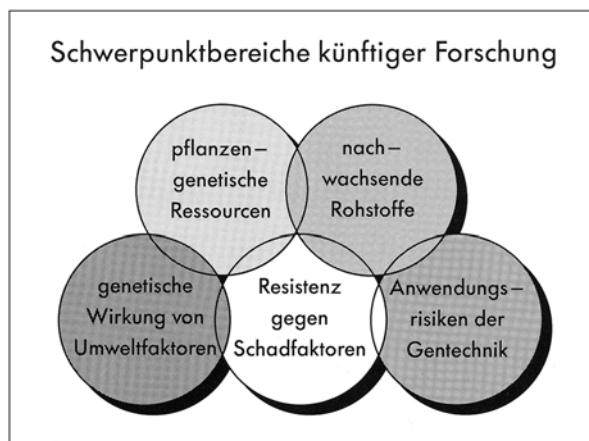 Schwerpunktbereiche künftiger Forschung
pflanzen–
genetische
Ressourcen
nach–
wachsende
Rohstoffe
genetische
Wirkung von
Umweltfaktoren
Resistenz
gegen
Schadfaktoren
Anwendungs–
risiken der
Gentechnik